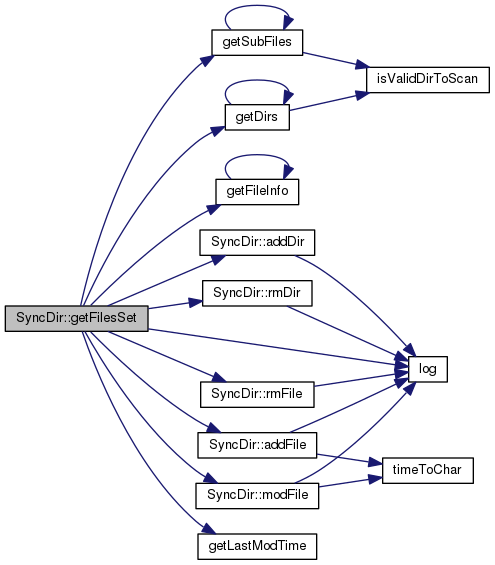 getSubFiles
isValidDirToScan
getDirs
getFileInfo
SyncDir::addDir
SyncDir::rmDir
SyncDir::getFilesSet
log
SyncDir::rmFile
SyncDir::addFile
timeToChar
SyncDir::modFile
getLastModTime